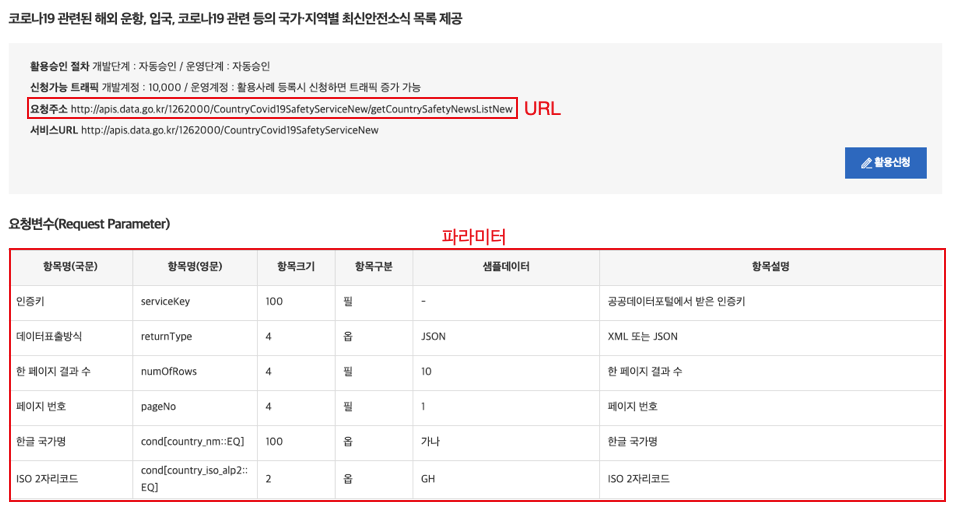 코로나19 관련된 해외 운항, 입국, 코로나19 관련 등의 국가·지역별 최신안전소식 목록 제공
활용승인 절차 개발단계 : 자동승인 / 운영단계 : 자동승인
신청가능 트래픽 개발계정 : 10,000 / 운영계정 : 활용사례 등록시 신청하면 트래픽 증가 가능
요청주소 http://apis.data.go.kr/1262000/CountryCovid19SafetyServiceNew/getCountrySafetyNewsListNew URL
서비스URL http://apis.data.go.kr/1262000/CountryCovid19SafetyServiceNew
활용신청
요청변수(Request Parameter)
파라미터
항목명(국문) 항목명(영문) 항목크기 항목구분 샘플데이터 항목설명
인증키 serviceKey 100 필 - 공공데이터포털에서 받은 인증키
데이터표출방식 returnType 4 옵 JSON XML 또는 JSON
한 페이지 결과 수 numOfRows 4 필 10 한 페이지 결과 수
페이지 번호 pageNo 4 필 1 페이지 번호
한글 국가명 cond[country_nm::EQ] 100 옵 가나 한글 국가명
ISO 2자리코드 cond[country_iso_alp2::EQ] 2 옵 GH ISO 2자리코드